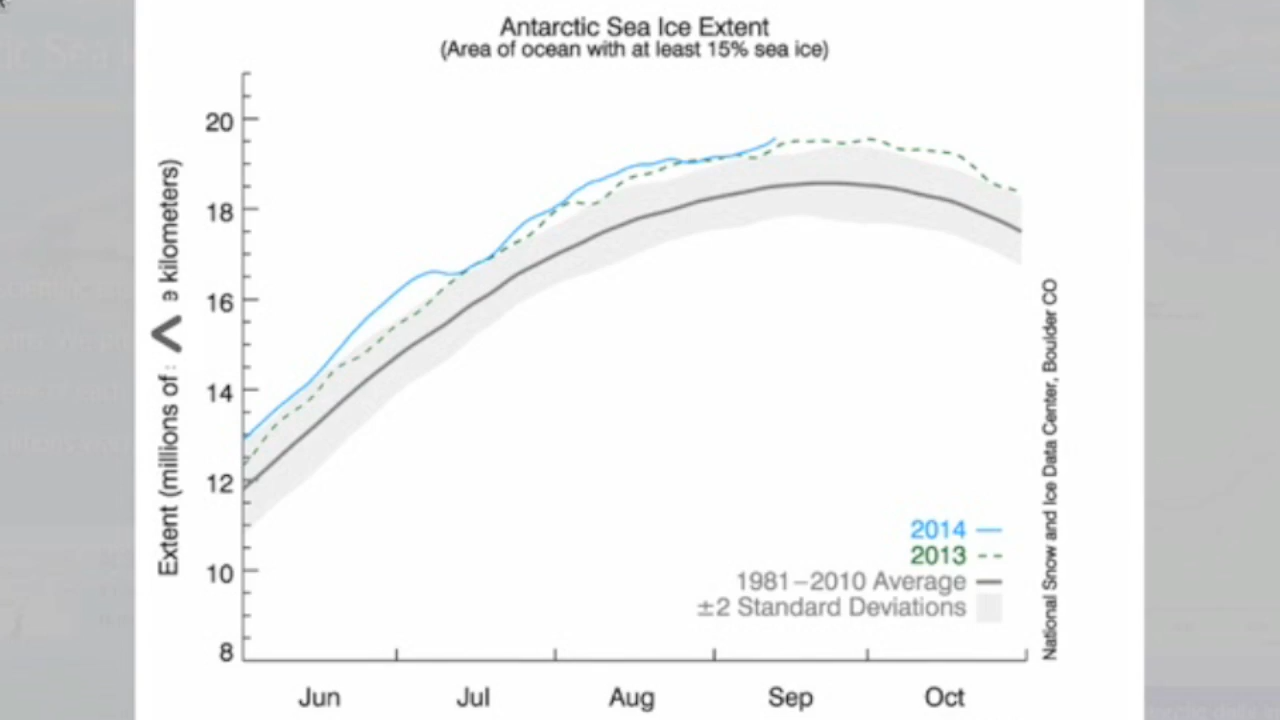 Antarctic Sea Ice Extent
(Area of ocean with at least 15% sea ice)
Extent (millions of
kilometers)
20
18
16
14
12
10
8
Jun Jul Aug Sep Oct
2014
2013
1981–2010 Average
±2 Standard Deviations
National Snow and Ice Data Center, Boulder CO